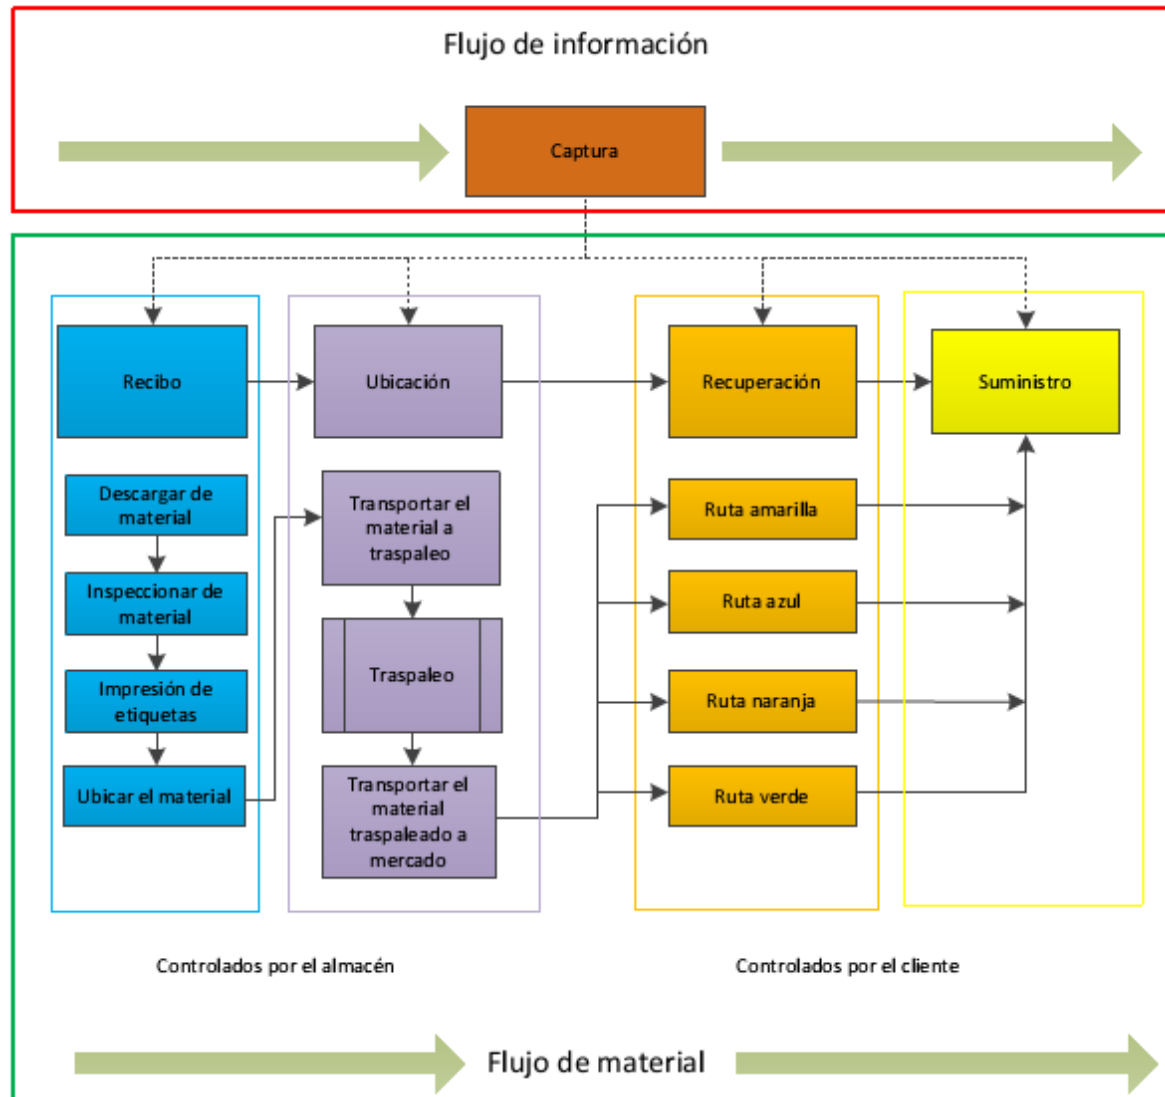 Flujo de información
Captura
Recibo
Ubicación
Recuperación
Suministro
Descargar de
material
Inspeccionar de
material
Impresión de
etiquetas
Ubicar el material
Transportar el
material a
traspaleo
Traspaleo
Transportar el
material
traspaleado a
mercado
Ruta amarilla
Ruta azul
Ruta naranja
Ruta verde
Controlados por el almacén
Controlados por el cliente
Flujo de material